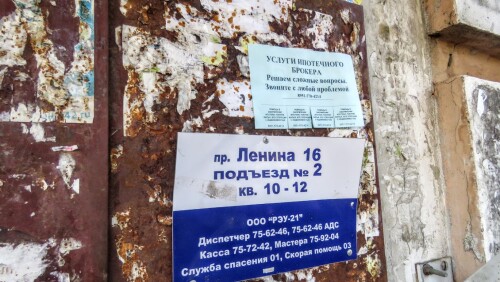 УСЛУГИ ИПОТЕЧНОГО
БРОКЕРА
Решаем сложные вопросы.
Звоните с любой проблемой
пр. Ленина 16
ПОДЪЕЗД № 2
КВ. 10 - 12
ООО "РЭУ-21"
Диспетчер 75-62-46, 75-62-46 АДС
Касса 75-72-42, Мастера 75-92-04
Служба спасения 01, Скорая помощь 03